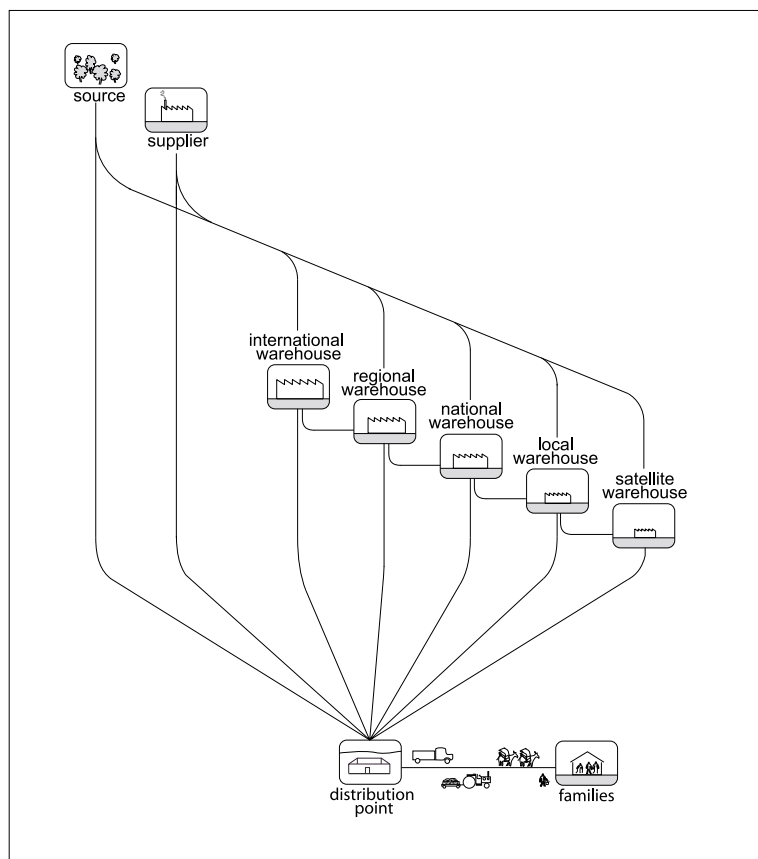 source
supplier
international
warehouse
regional
warehouse
national
warehouse
local
warehouse
satellite
warehouse
distribution
point
families